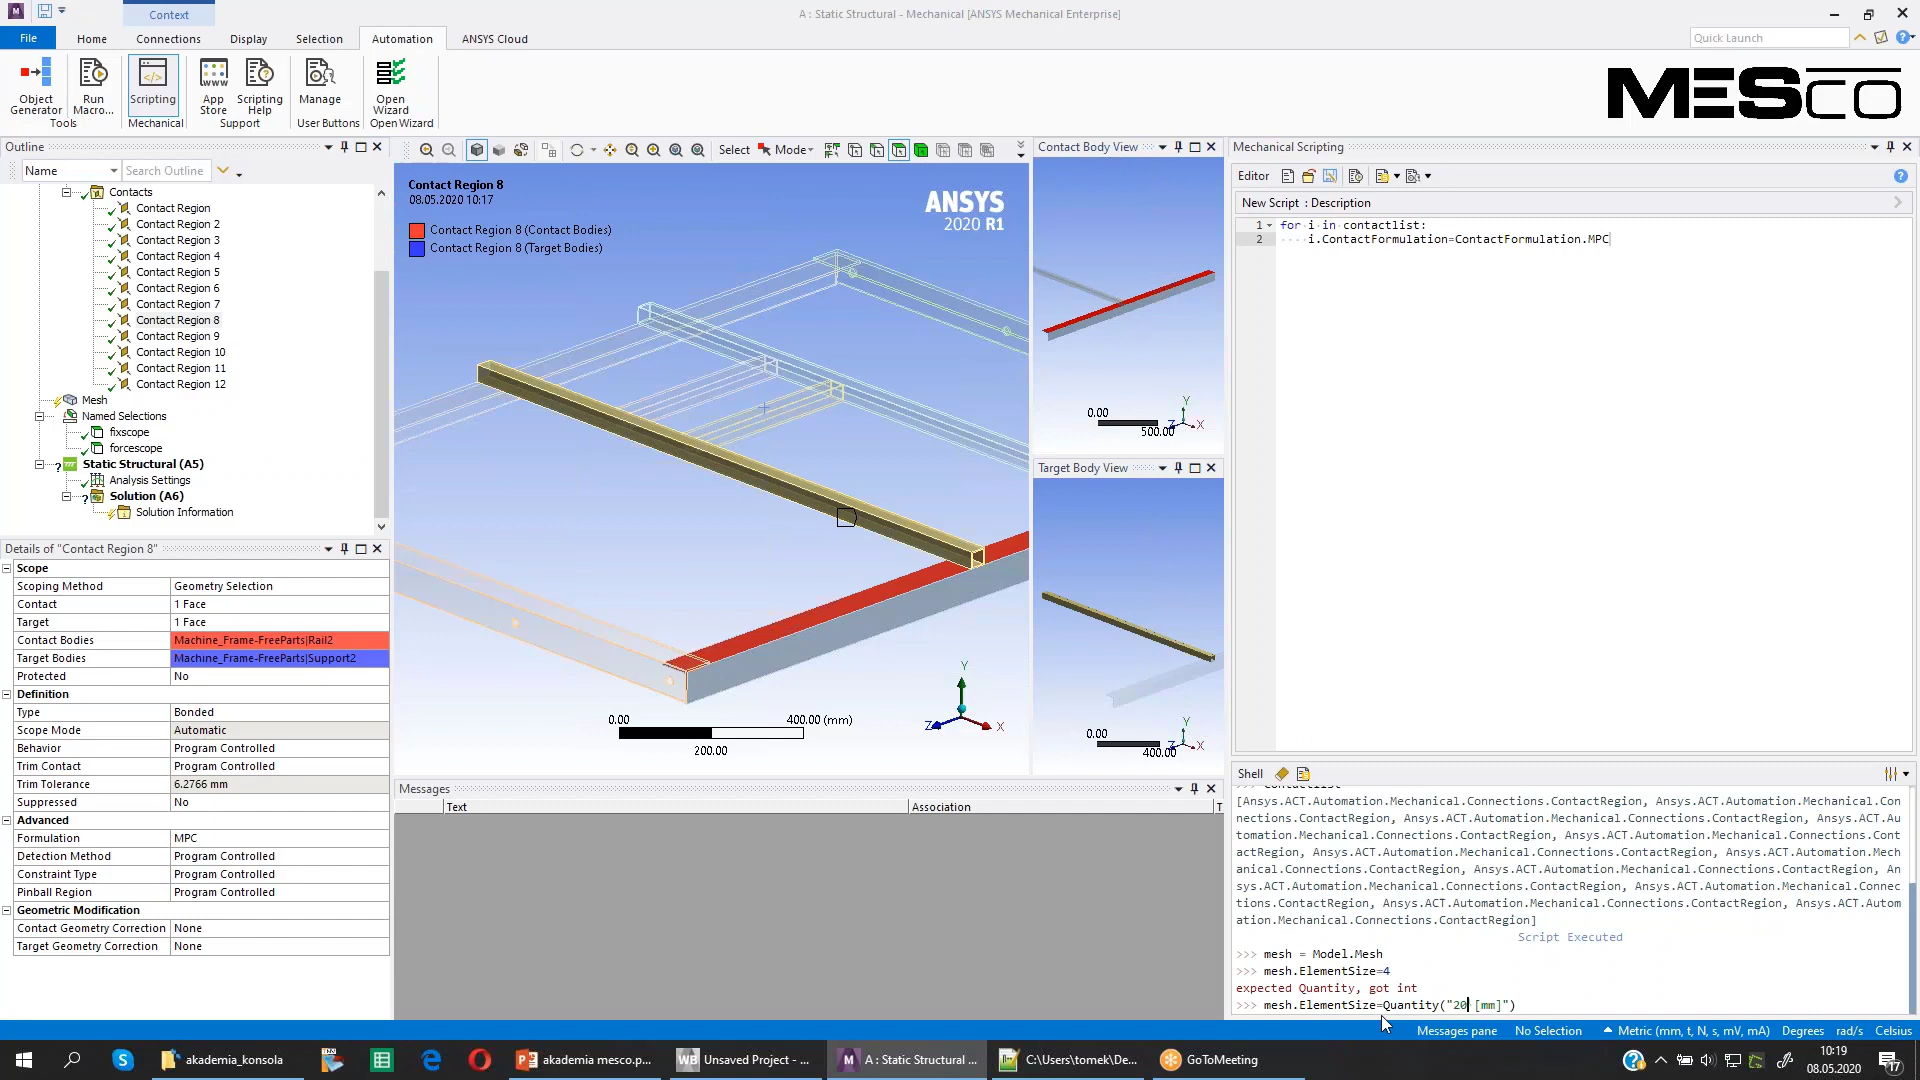 Context
A : Static Structural - Mechanical [ANSYS Mechanical Enterprise]
File
Home
Connections
Display
Selection
Automation
ANSYS Cloud
Quick Launch
Object Generator
Run Macro...
Scripting
App Store
Scripting Help
Manage
Open Wizard
Tools
Mechanical
Support
User Buttons
Open Wizard
MESco
Outline
Name
Search Outline
Contacts
Contact Region
Contact Region 2
Contact Region 3
Contact Region 4
Contact Region 5
Contact Region 6
Contact Region 7
Contact Region 8
Contact Region 9
Contact Region 10
Contact Region 11
Contact Region 12
Mesh
Named Selections
fixscope
forcescope
Static Structural (A5)
Analysis Settings
Solution (A6)
Solution Information
Details of "Contact Region 8"
Scope
Scoping Method Geometry Selection
Contact 1 Face
Target 1 Face
Contact Bodies Machine_Frame-FreeParts|Rail2
Target Bodies Machine_Frame-FreeParts|Support2
Protected No
Definition
Type Bonded
Scope Mode Automatic
Behavior Program Controlled
Trim Contact Program Controlled
Trim Tolerance 6.2766 mm
Suppressed No
Advanced
Formulation MPC
Detection Method Program Controlled
Constraint Type Program Controlled
Pinball Region Program Controlled
Geometric Modification
Contact Geometry Correction None
Target Geometry Correction None
Select
Mode
Contact Region 8
08.05.2020 10:17
Contact Region 8 (Contact Bodies)
Contact Region 8 (Target Bodies)
ANSYS
2020 R1
0.00
400.00 (mm)
200.00
Y
Z
X
Contact Body View
0.00
500.00
Y
Z
X
Target Body View
0.00
400.00
Y
Z
X
Messages
Text
Association
T
Mechanical Scripting
Editor
New Script : Description
1 for i in contactlist:
2 i.ContactFormulation=ContactFormulation.MPC
Shell
>>> contactlist
[Ansys.ACT.Automation.Mechanical.Connections.ContactRegion, Ansys.ACT.Automation.Mechanical.Con
nections.ContactRegion, Ansys.ACT.Automation.Mechanical.Connections.ContactRegion, Ansys.ACT.Au
tomation.Mechanical.Connections.ContactRegion, Ansys.ACT.Automation.Mechanical.Connections.Cont
actRegion, Ansys.ACT.Automation.Mechanical.Connections.ContactRegion, Ansys.ACT.Automation.Mech
anical.Connections.ContactRegion, Ansys.ACT.Automation.Mechanical.Connections.ContactRegion, An
sys.ACT.Automation.Mechanical.Connections.ContactRegion, Ansys.ACT.Automation.Mechanical.Connec
tions.ContactRegion, Ansys.ACT.Automation.Mechanical.Connections.ContactRegion, Ansys.ACT.Autom
ation.Mechanical.Connections.ContactRegion]
Script Executed
>>> mesh = Model.Mesh
>>> mesh.ElementSize=4
expected Quantity, got int
>>> mesh.ElementSize=Quantity("20 [mm]")
Messages pane
No Selection
Metric (mm, t, N, s, mV, mA)
Degrees
rad/s
Celsius
akademia_konsola
akademia mesco.p...
WB
Unsaved Project - ...
A : Static Structural ...
C:\Users\tomek\De...
GoToMeeting
10:19
08.05.2020
17